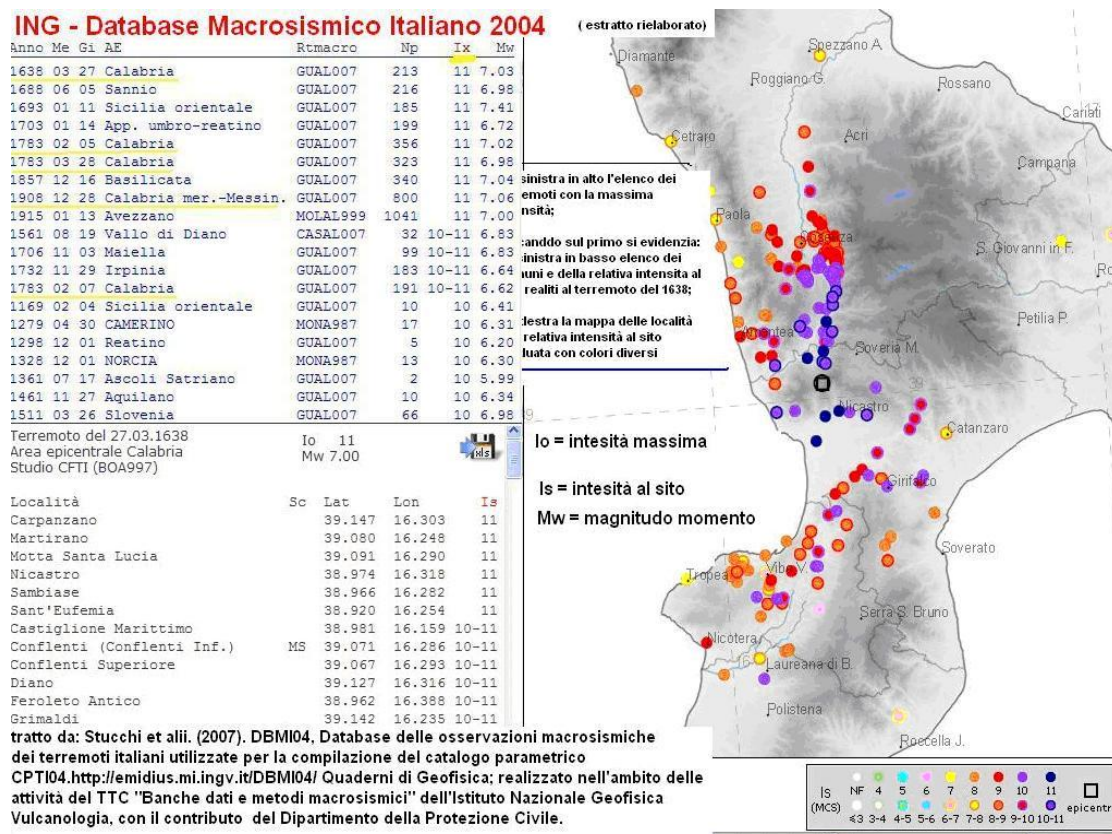 ING - Database Macrosismico Italiano 2004
( estratto rielaborato)
Anno Me Gi AE Rtmacro Np Ix Mw
1638 03 27 Calabria GUAL007 213 11 7.03
1688 06 05 Sannio GUAL007 216 11 6.98
1693 01 11 Sicilia orientale GUAL007 185 11 7.41
1703 01 14 App. umbro-reatino GUAL007 199 11 6.72
1783 02 05 Calabria GUAL007 356 11 7.02
1783 03 28 Calabria GUAL007 323 11 6.98
1857 12 16 Basilicata GUAL007 340 11 7.04
1908 12 28 Calabria mer.-Messin. GUAL007 800 11 7.06
1915 01 13 Avezzano MOLAL999 1041 11 7.00
1561 08 19 Vallo di Diano CASAL007 32 10-11 6.83
1706 11 03 Maiella GUAL007 99 10-11 6.83
1732 11 29 Irpinia GUAL007 183 10-11 6.64
1783 02 07 Calabria GUAL007 191 10-11 6.62
1169 02 04 Sicilia orientale GUAL007 10 10 6.41
1279 04 30 CAMERINO MONA987 17 10 6.31
1298 12 01 Reatino GUAL007 5 10 6.20
1328 12 01 NORCIA MONA987 13 10 6.30
1361 07 17 Ascoli Satriano GUAL007 2 10 5.99
1461 11 27 Aquilano GUAL007 10 10 6.34
1511 03 26 Slovenia GUAL007 66 10 6.98
sinistra in alto l'elenco dei
emoti con la massima
nsità;
canddo sul primo si evidenzia:
sinistra in basso elenco dei
nuni e della relativa intensita al
realiti al terremoto del 1638;
destra la mappa delle località
relativa intensità al sito
duata con colori diversi
Terremoto del 27.03.1638
Area epicentrale Calabria
Studio CFTI (BOA997)
Io 11
Mw 7.00
xls
Località Sc Lat Lon Is
Carpanzano 39.147 16.303 11
Martirano 39.080 16.248 11
Motta Santa Lucia 39.091 16.290 11
Nicastro 38.974 16.318 11
Sambiase 38.966 16.282 11
Sant'Eufemia 38.920 16.254 11
Castiglione Marittimo 38.981 16.159 10-11
Conflenti (Conflenti Inf.) MS 39.071 16.286 10-11
Conflenti Superiore 39.067 16.293 10-11
Diano 39.127 16.316 10-11
Feroleto Antico 38.962 16.388 10-11
Grimaldi 39.142 16.235 10-11
Io = intesità massima
Is = intesità al sito
Mw = magnitudo momento
tratto da: Stucchi et alii. (2007). DBMI04, Database delle osservazioni macrosismiche
dei terremoti italiani utilizzate per la compilazione del catalogo parametrico
CPTI04.http://emidius.mi.ingv.it/DBMI04/ Quaderni di Geofisica; realizzato nell'ambito delle
attività del TTC "Banche dati e metodi macrosismici" dell'Istituto Nazionale Geofisica
Vulcanologia, con il contributo del Dipartimento della Protezione Civile.
Spezzano A.
Diamante
Roggiano G.
Rossano
Cariati
17
Cetraro
Acri
Campana
Paola
Cosenza
S. Giovanni in F.
Ro
Petilia P.
Amantea
Soveria M.
39
Nicastro
Catanzaro
Girifalco
Soverato
Tropea
Vibo V.
Serra S. Bruno
Nicotera
16
Laureana di B.
Polistena
Roccella J.
Is NF 4 5 6 7 8 9 10 11
(MCS) ≤3 3-4 4-5 5-6 6-7 7-8 8-9 9-10 10-11 epicentr